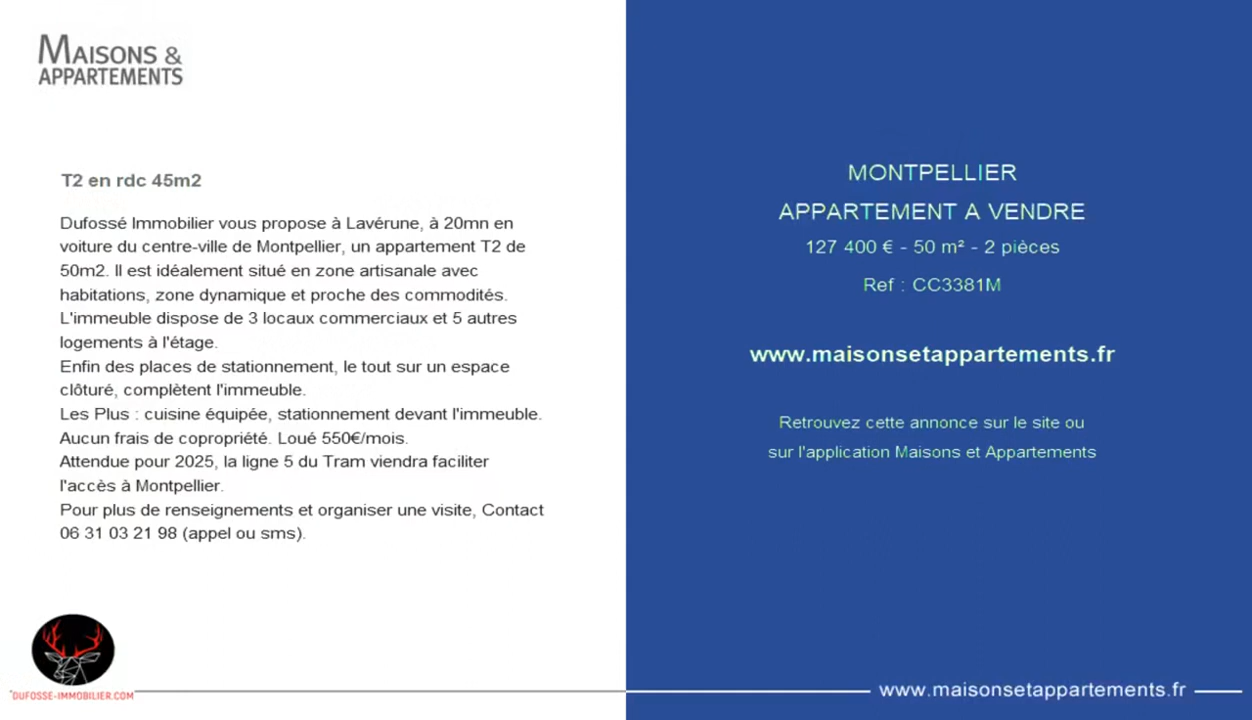 MAISONS &
APPARTEMENTS
T2 en rdc 45m2
Dufossé Immobilier vous propose à Lavérune, à 20mn en
voiture du centre-ville de Montpellier, un appartement T2 de
50m2. Il est idéalement situé en zone artisanale avec
habitations, zone dynamique et proche des commodités.
L'immeuble dispose de 3 locaux commerciaux et 5 autres
logements à l'étage.
Enfin des places de stationnement, le tout sur un espace
clôturé, complètent l'immeuble.
Les Plus : cuisine équipée, stationnement devant l'immeuble.
Aucun frais de copropriété. Loué 550€/mois.
Attendue pour 2025, la ligne 5 du Tram viendra faciliter
l'accès à Montpellier.
Pour plus de renseignements et organiser une visite, Contact
06 31 03 21 98 (appel ou sms).
DUFOSSE-IMMOBILIER.COM
MONTPELLIER
APPARTEMENT A VENDRE
127 400 € - 50 m² - 2 pièces
Ref : CC3381M
www.maisonsetappartements.fr
Retrouvez cette annonce sur le site ou
sur l'application Maisons et Appartements
www.maisonsetappartements.fr